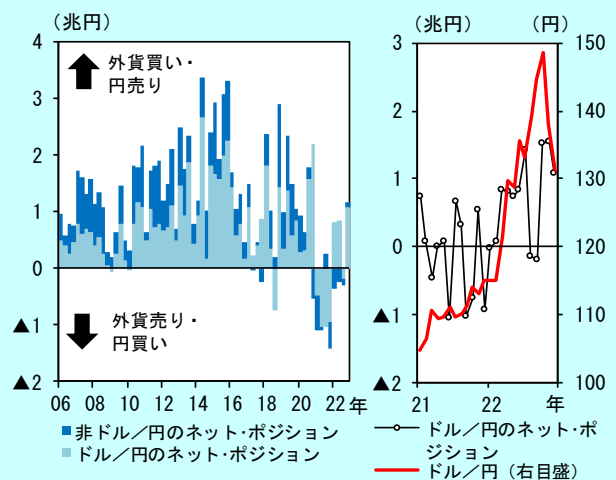 （兆円）
4
3
2
1
0
▲1
▲2
外貨買い・
円売り
外貨売り・
円買い
06 08 10 12 14 16 18 20 22 年
非ドル／円のネット・ポジション
ドル／円のネット・ポジション
（兆円）
（円）
3
2
1
0
▲1
▲2
150
140
130
120
110
100
21 22 年
ドル／円のネット・ポ
ジション
ドル／円（右目盛）